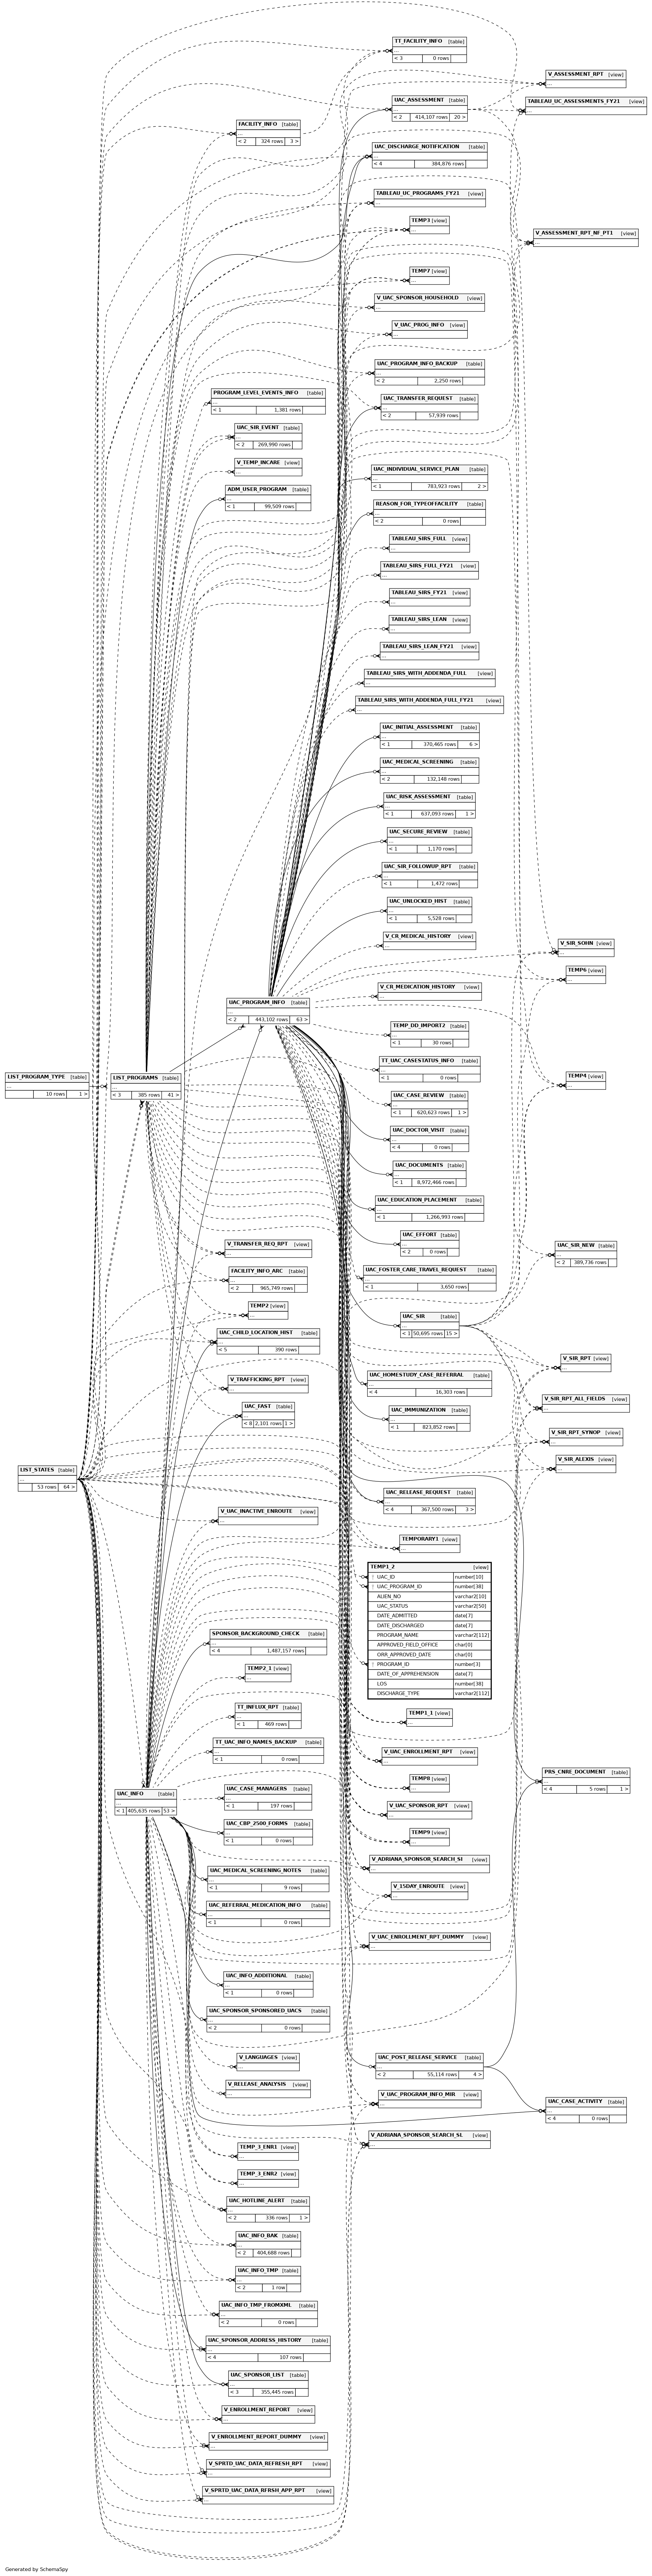 TT_FACILITY_INFO [table]
...
< 3 0 rows
V_ASSESSMENT_RPT [view]
...
UAC_ASSESSMENT [table]
...
< 2 414,107 rows 20 >
TABLEAU_UC_ASSESSMENTS_FY21 [view]
...
FACILITY_INFO [table]
...
< 2 324 rows 3 >
UAC_DISCHARGE_NOTIFICATION [table]
...
< 4 384,876 rows
TABLEAU_UC_PROGRAMS_FY21 [view]
...
TEMP3 [view]
...
V_ASSESSMENT_RPT_NF_PT1 [view]
...
TEMP7 [view]
...
V_UAC_SPONSOR_HOUSEHOLD [view]
...
V_UAC_PROG_INFO [view]
...
UAC_PROGRAM_INFO_BACKUP [table]
...
< 2 2,250 rows
PROGRAM_LEVEL_EVENTS_INFO [table]
...
< 1 1,381 rows
UAC_TRANSFER_REQUEST [table]
...
< 2 57,939 rows
UAC_SIR_EVENT [table]
...
< 2 269,990 rows
V_TEMP_INCARE [view]
...
UAC_INDIVIDUAL_SERVICE_PLAN [table]
...
< 1 783,923 rows 2 >
ADM_USER_PROGRAM [table]
...
< 1 99,509 rows
REASON_FOR_TYPEOFFACILITY [table]
...
< 2 0 rows
TABLEAU_SIRS_FULL [view]
...
TABLEAU_SIRS_FULL_FY21 [view]
...
TABLEAU_SIRS_FY21 [view]
...
TABLEAU_SIRS_LEAN [view]
...
TABLEAU_SIRS_LEAN_FY21 [view]
...
TABLEAU_SIRS_WITH_ADDENDA_FULL [view]
...
TABLEAU_SIRS_WITH_ADDENDA_FULL_FY21 [view]
...
UAC_INITIAL_ASSESSMENT [table]
...
< 1 370,465 rows 6 >
UAC_MEDICAL_SCREENING [table]
...
< 2 132,148 rows
UAC_RISK_ASSESSMENT [table]
...
< 1 637,093 rows 1 >
UAC_SECURE_REVIEW [table]
...
< 1 1,170 rows
UAC_SIR_FOLLOWUP_RPT [table]
...
< 1 1,472 rows
UAC_UNLOCKED_HIST [table]
...
< 1 5,528 rows
V_CR_MEDICAL_HISTORY [view]
...
V_SIR_SOHN [view]
...
TEMP6 [view]
...
V_CR_MEDICATION_HISTORY [view]
...
UAC_PROGRAM_INFO [table]
...
< 2 443,102 rows 63 >
TEMP_DD_IMPORT2 [table]
...
< 1 30 rows
TT_UAC_CASESTATUS_INFO [table]
...
< 1 0 rows
LIST_PROGRAM_TYPE [table]
...
10 rows 1 >
LIST_PROGRAMS [table]
...
< 3 385 rows 41 >
TEMP4 [view]
...
UAC_CASE_REVIEW [table]
...
< 1 620,623 rows 1 >
UAC_DOCTOR_VISIT [table]
...
< 4 0 rows
UAC_DOCUMENTS [table]
...
< 1 8,972,466 rows
UAC_EDUCATION_PLACEMENT [table]
...
< 1 1,266,993 rows
UAC_EFFORT [table]
...
< 2 0 rows
V_TRANSFER_REQ_RPT [view]
...
UAC_SIR_NEW [table]
...
< 2 389,736 rows
FACILITY_INFO_ARC [table]
...
< 2 965,749 rows
UAC_FOSTER_CARE_TRAVEL_REQUEST [table]
...
< 1 3,650 rows
TEMP2 [view]
...
UAC_SIR [table]
...
< 1 50,695 rows 15 >
UAC_CHILD_LOCATION_HIST [table]
...
< 5 390 rows
V_SIR_RPT [view]
...
V_TRAFFICKING_RPT [view]
...
UAC_HOMESTUDY_CASE_REFERRAL [table]
...
< 4 16,303 rows
V_SIR_RPT_ALL_FIELDS [view]
...
UAC_FAST [table]
...
< 8 2,101 rows 1 >
UAC_IMMUNIZATION [table]
...
< 1 823,852 rows
V_SIR_RPT_SYNOP [view]
...
V_SIR_ALEXIS [view]
...
LIST_STATES [table]
...
53 rows 64 >
UAC_RELEASE_REQUEST [table]
...
< 4 367,500 rows 3 >
V_UAC_INACTIVE_ENROUTE [view]
...
TEMPORARY1 [view]
...
TEMP1_2 [view]
UAC_ID number[10]
UAC_PROGRAM_ID number[38]
ALIEN_NO varchar2[10]
UAC_STATUS varchar2[50]
DATE_ADMITTED date[7]
DATE_DISCHARGED date[7]
PROGRAM_NAME varchar2[112]
APPROVED_FIELD_OFFICE char[0]
ORR_APPROVED_DATE char[0]
PROGRAM_ID number[3]
DATE_OF_APPREHENSION date[7]
LOS number[38]
DISCHARGE_TYPE varchar2[112]
SPONSOR_BACKGROUND_CHECK [table]
...
< 4 1,487,157 rows
TEMP2_1 [view]
...
TT_INFLUX_RPT [table]
...
< 1 469 rows
TEMP1_1 [view]
...
TT_UAC_INFO_NAMES_BACKUP [table]
...
< 1 0 rows
V_UAC_ENROLLMENT_RPT [view]
...
PRS_CNRE_DOCUMENT [table]
...
< 4 5 rows 1 >
TEMP8 [view]
...
UAC_INFO [table]
...
< 1 405,635 rows 53 >
UAC_CASE_MANAGERS [table]
...
< 1 197 rows
V_UAC_SPONSOR_RPT [view]
...
UAC_CBP_2500_FORMS [table]
...
< 1 0 rows
TEMP9 [view]
...
V_ADRIANA_SPONSOR_SEARCH_SI [view]
...
UAC_MEDICAL_SCREENING_NOTES [table]
...
< 1 9 rows
V_15DAY_ENROUTE [view]
...
UAC_REFERRAL_MEDICATION_INFO [table]
...
< 1 0 rows
V_UAC_ENROLLMENT_RPT_DUMMY [view]
...
UAC_INFO_ADDITIONAL [table]
...
< 1 0 rows
UAC_SPONSOR_SPONSORED_UACS [table]
...
< 2 0 rows
V_LANGUAGES [view]
...
UAC_POST_RELEASE_SERVICE [table]
...
< 2 55,114 rows 4 >
V_RELEASE_ANALYSIS [view]
...
V_UAC_PROGRAM_INFO_MIR [view]
...
UAC_CASE_ACTIVITY [table]
...
< 4 0 rows
V_ADRIANA_SPONSOR_SEARCH_SL [view]
...
TEMP_3_ENR1 [view]
...
TEMP_3_ENR2 [view]
...
UAC_HOTLINE_ALERT [table]
...
< 2 336 rows 1 >
UAC_INFO_BAK [table]
...
< 2 404,688 rows
UAC_INFO_TMP [table]
...
< 2 1 row
UAC_INFO_TMP_FROMXML [table]
...
< 2 0 rows
UAC_SPONSOR_ADDRESS_HISTORY [table]
...
< 4 107 rows
UAC_SPONSOR_LIST [table]
...
< 3 355,445 rows
V_ENROLLMENT_REPORT [view]
...
V_ENROLLMENT_REPORT_DUMMY [view]
...
V_SPRTD_UAC_DATA_REFRESH_RPT [view]
...
V_SPRTD_UAC_DATA_RFRSH_APP_RPT [view]
...
Generated by SchemaSpy